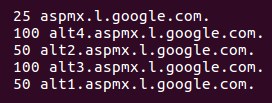 25 aspmx.l.google.com.
100 alt4.aspmx.l.google.com.
50 alt2.aspmx.l.google.com.
100 alt3.aspmx.l.google.com.
50 alt1.aspmx.l.google.com.